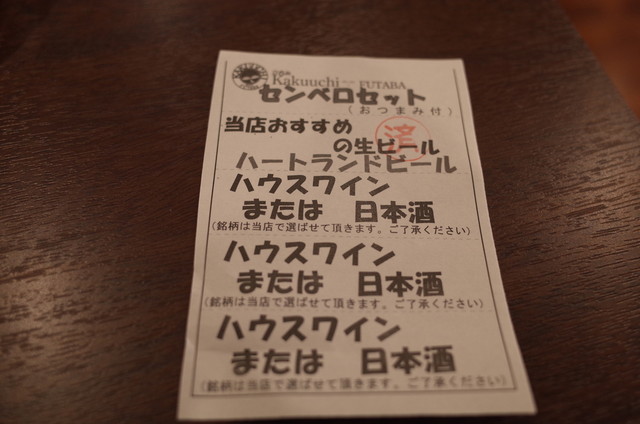 Kakuuchi FUTABA
センベロセット
(おつまみ付)
当店おすすめ
の生ビール
済
ハートランドビール
ハウスワイン
または 日本酒
(銘柄は当店で選ばせて頂きます。ご了承ください)
ハウスワイン
または 日本酒
(銘柄は当店で選ばせて頂きます。ご了承ください)
ハウスワイン
または 日本酒
(銘柄は当店で選ばせて頂きます。ご了承ください)